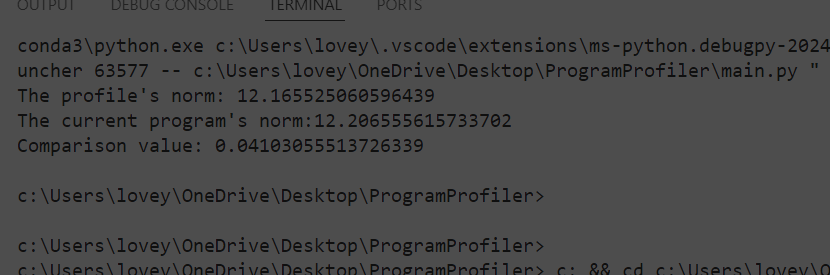 OUTPUT DEBUG CONSOLE TERMINAL PORTS
conda3\python.exe c:\Users\lovey\.vscode\extensions\ms-python.debugpy-2024
uncher 63577 -- c:\Users\lovey\OneDrive\Desktop\ProgramProfiler\main.py "
The profile's norm: 12.165525060596439
The current program's norm:12.206555615733702
Comparison value: 0.04103055513726339
c:\Users\lovey\OneDrive\Desktop\ProgramProfiler>
c:\Users\lovey\OneDrive\Desktop\ProgramProfiler>
c:\Users\lovey\OneDrive\Desktop\ProgramProfiler> c: && cd c:\Users\lovey\O